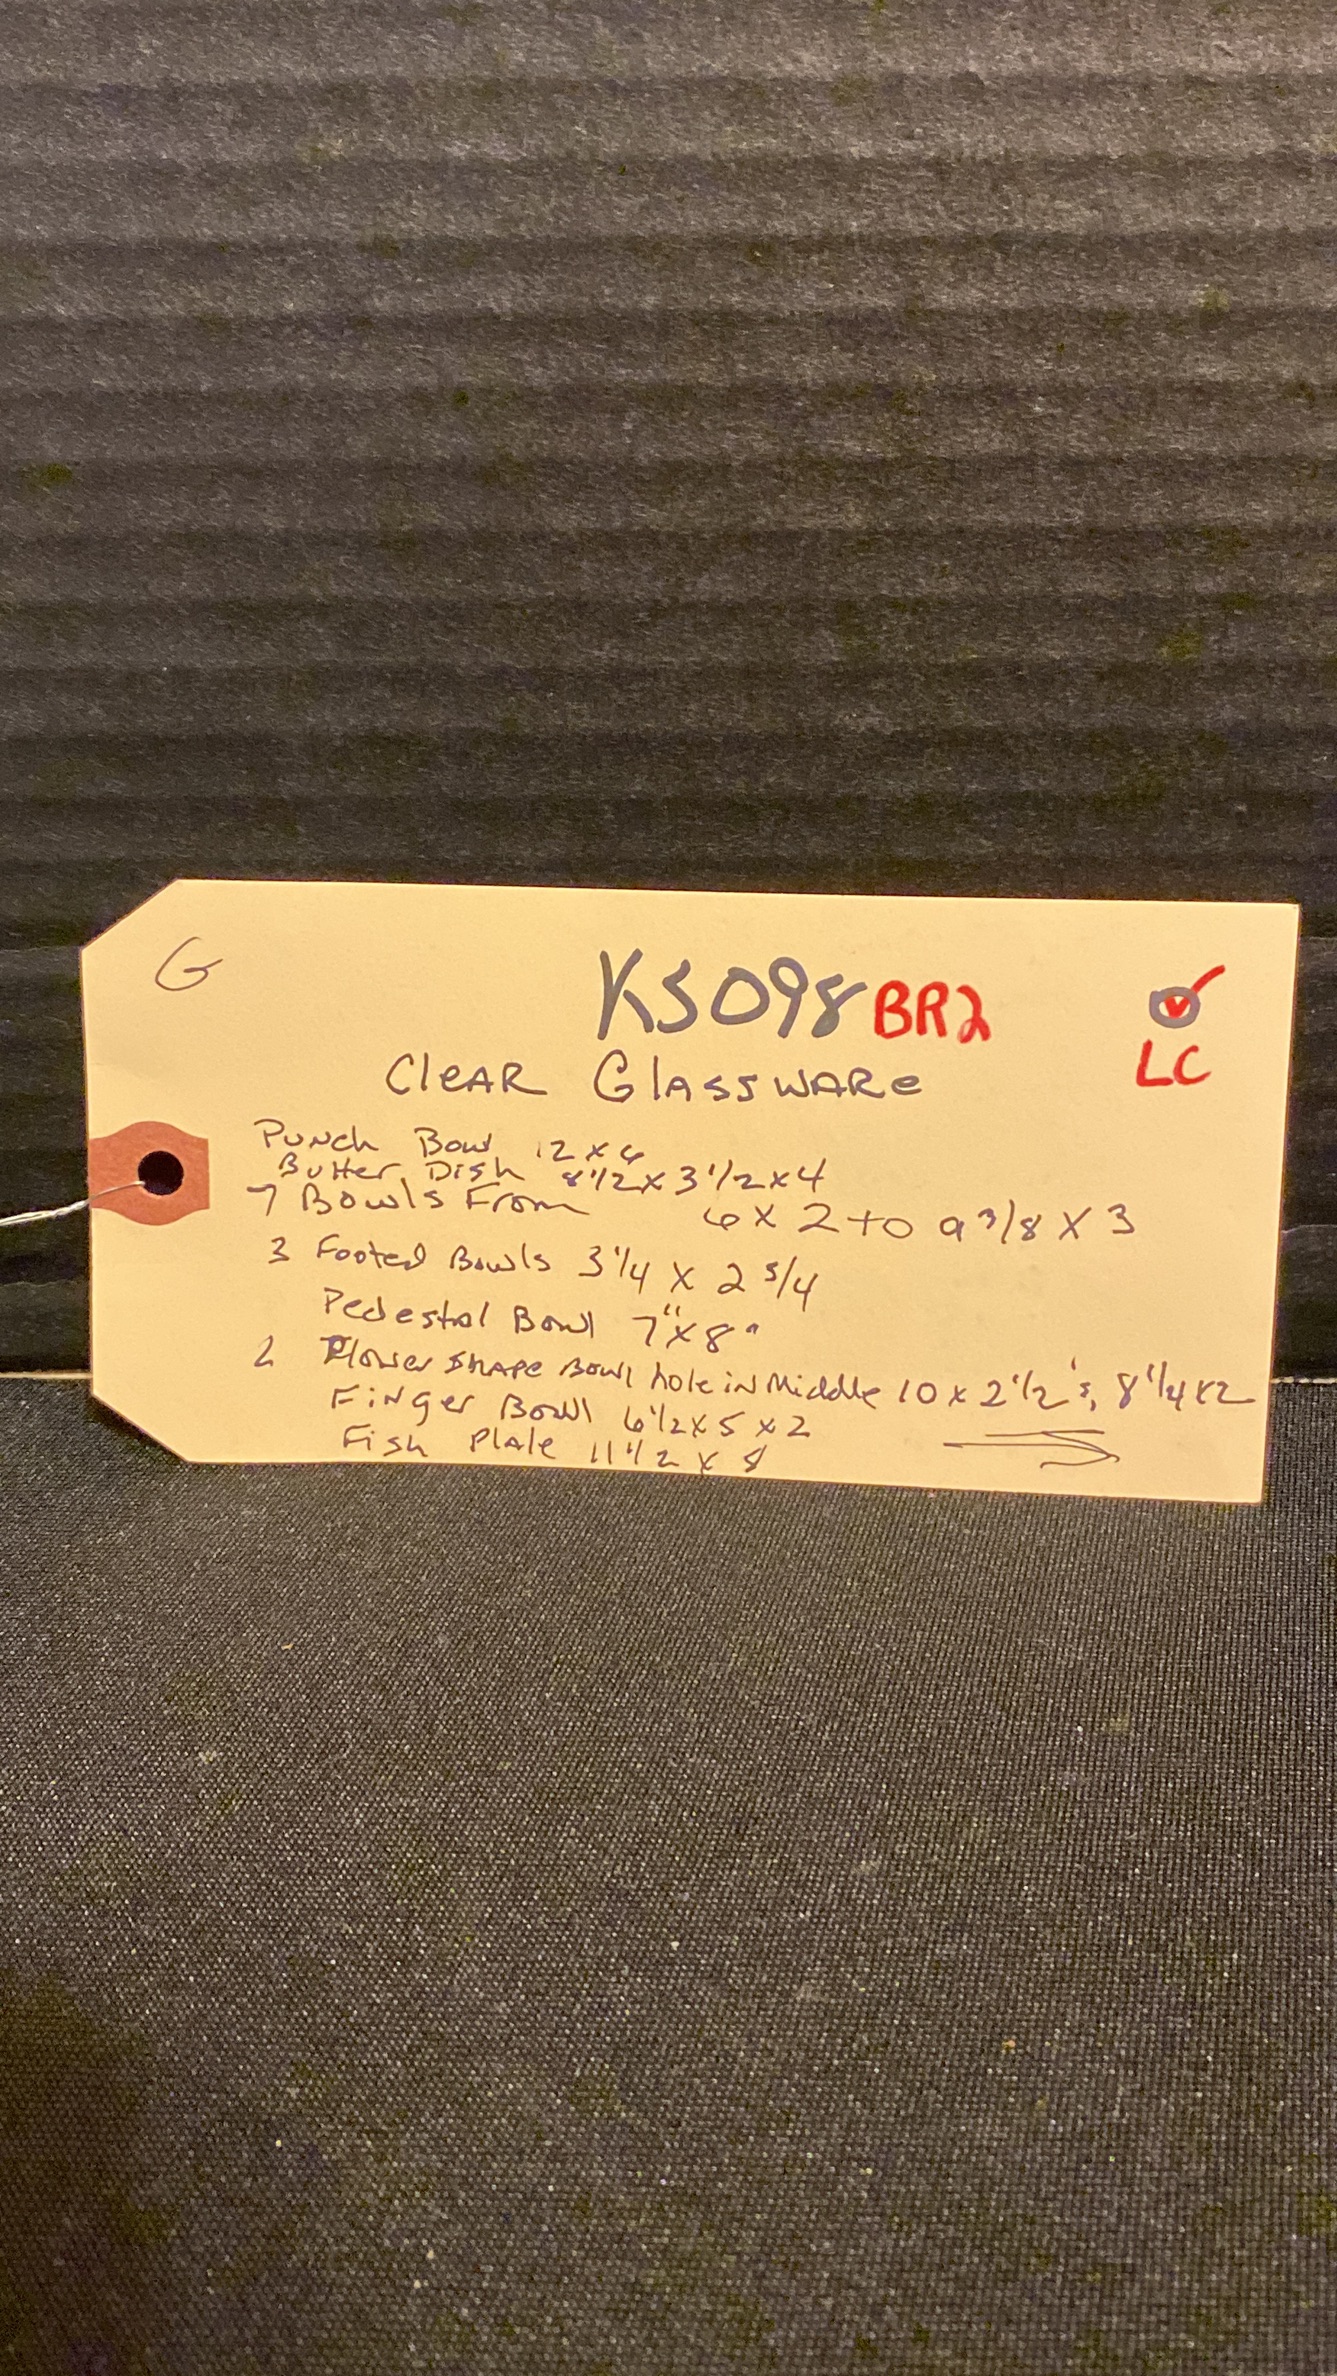 G
KS098 BR2
LC
Clear Glassware
Punch Bowl 12 x 6
Butter Dish 8 1/2 x 3 1/2 x 4
7 Bowls From 6 x 2 to 9 3/8 x 3
3 Footed Bowls 3 1/4 x 2 3/4
Pedestal Bowl 7" x 8"
2 Flower Shape Bowl hole in Middle 10 x 2 1/2's, 8 1/4 x 2
Finger Bowl 6 1/2 x 5 x 2
Fish Plate 11 1/2 x 8